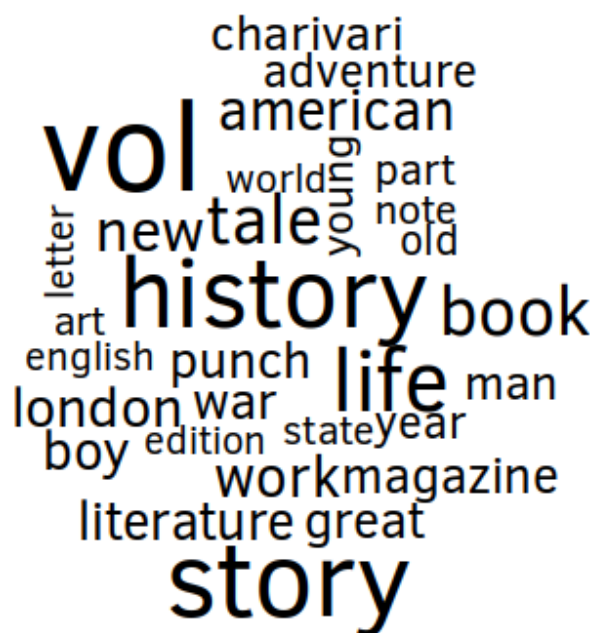 charivari
adventure
american
vol
young
world
part
note
new
tale
old
letter
history
book
art
english
punch
life
man
london
war
year
state
boy
edition
work
magazine
literature
great
story